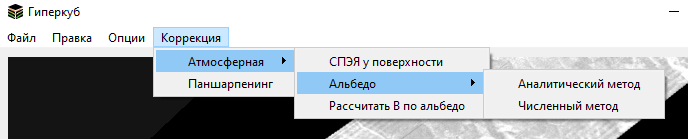 Гиперкуб
Файл Правка Опции Коррекция
Атмосферная
Паншарпенинг
СПЭЯ у поверхности
Альбедо
Рассчитать B по альбедо
Аналитический метод
Численный метод